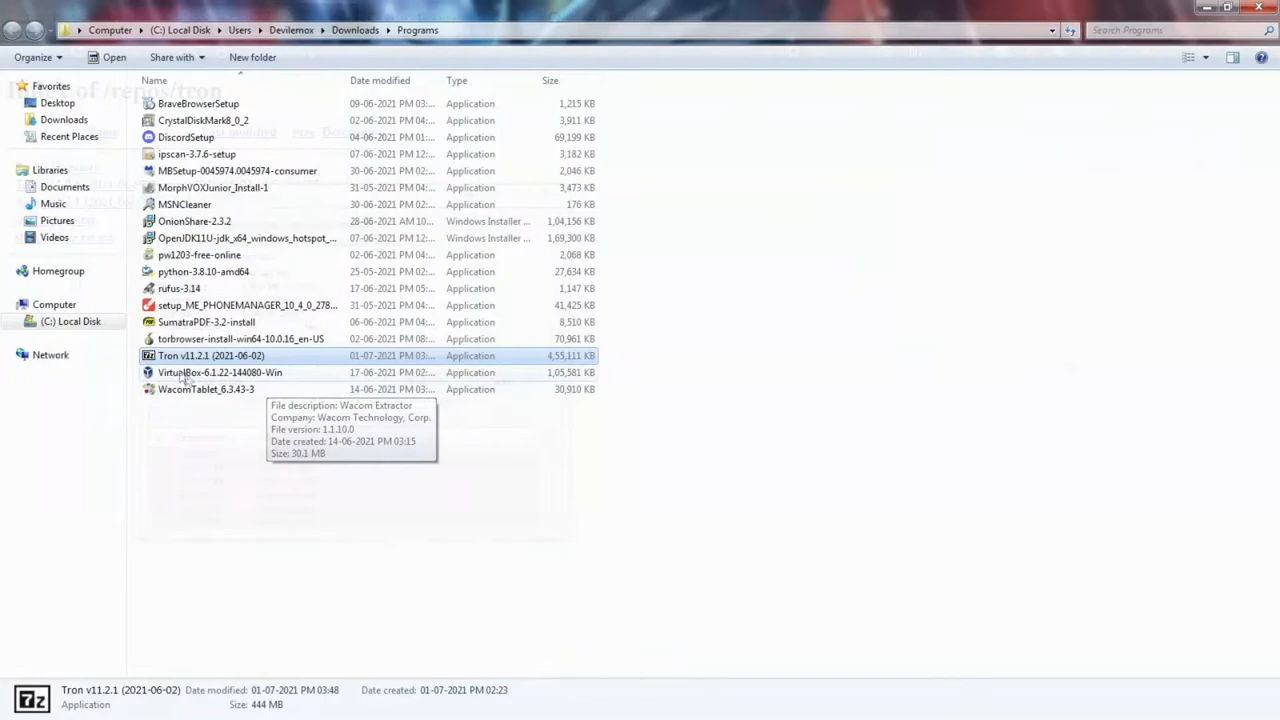 Computer Local Disk (C:) Users Devilemox Downloads Programs
Search Programs
Organize Open Share with New folder
Name Date modified Type Size
Favorites
Desktop
Downloads
Recent Places
Libraries
Documents
Music
Pictures
Videos
Homegroup
Computer
(C:) Local Disk
Network
Index of /repos/tron
Last modified Size
BraveBrowserSetup 09-06-2021 PM 03:... Application 1,215 KB
CrystalDiskMark8_0_2 02-06-2021 PM 04:... Application 3,911 KB
DiscordSetup 04-06-2021 PM 01:... Application 69,199 KB
ipscan-3.7.6-setup 07-06-2021 PM 12:... Application 3,182 KB
MBSetup-0045974.0045974-consumer 30-06-2021 PM 02:... Application 2,046 KB
MorphVOXJunior_Install-1 31-05-2021 PM 04:... Application 3,473 KB
MSNCleaner 30-06-2021 PM 02:... Application 176 KB
OnionShare-2.3.2 28-06-2021 AM 10... Windows Installer ... 1,04,156 KB
OpenJDK11U-jdk_x64_windows_hotspot_... 07-06-2021 PM 12:... Windows Installer ... 1,69,300 KB
pw1203-free-online 02-06-2021 PM 04:... Application 2,068 KB
python-3.8.10-amd64 25-05-2021 PM 02:... Application 27,634 KB
rufus-3.14 17-06-2021 PM 05:... Application 1,147 KB
setup_ME_PHONEMANAGER_10_4_0_278... 31-05-2021 PM 04:... Application 41,425 KB
SumatraPDF-3.2-install 06-06-2021 PM 04:... Application 8,510 KB
torbrowser-install-win64-10.0.16_en-US 02-06-2021 PM 08:... Application 70,961 KB
Tron v11.2.1 (2021-06-02) 01-07-2021 PM 03:... Application 4,55,111 KB
VirtualBox-6.1.22-144080-Win 17-06-2021 PM 02:... Application 1,05,581 KB
WacomTablet_6.3.43-3 14-06-2021 PM 03:... Application 30,910 KB
File description: Wacom Extractor
Company: Wacom Technology, Corp.
File version: 1.1.10.0
Date created: 14-06-2021 PM 03:15
Size: 30.1 MB
7z
Tron v11.2.1 (2021-06-02) Date modified: 01-07-2021 PM 03:48 Date created: 01-07-2021 PM 02:23
Application Size: 444 MB